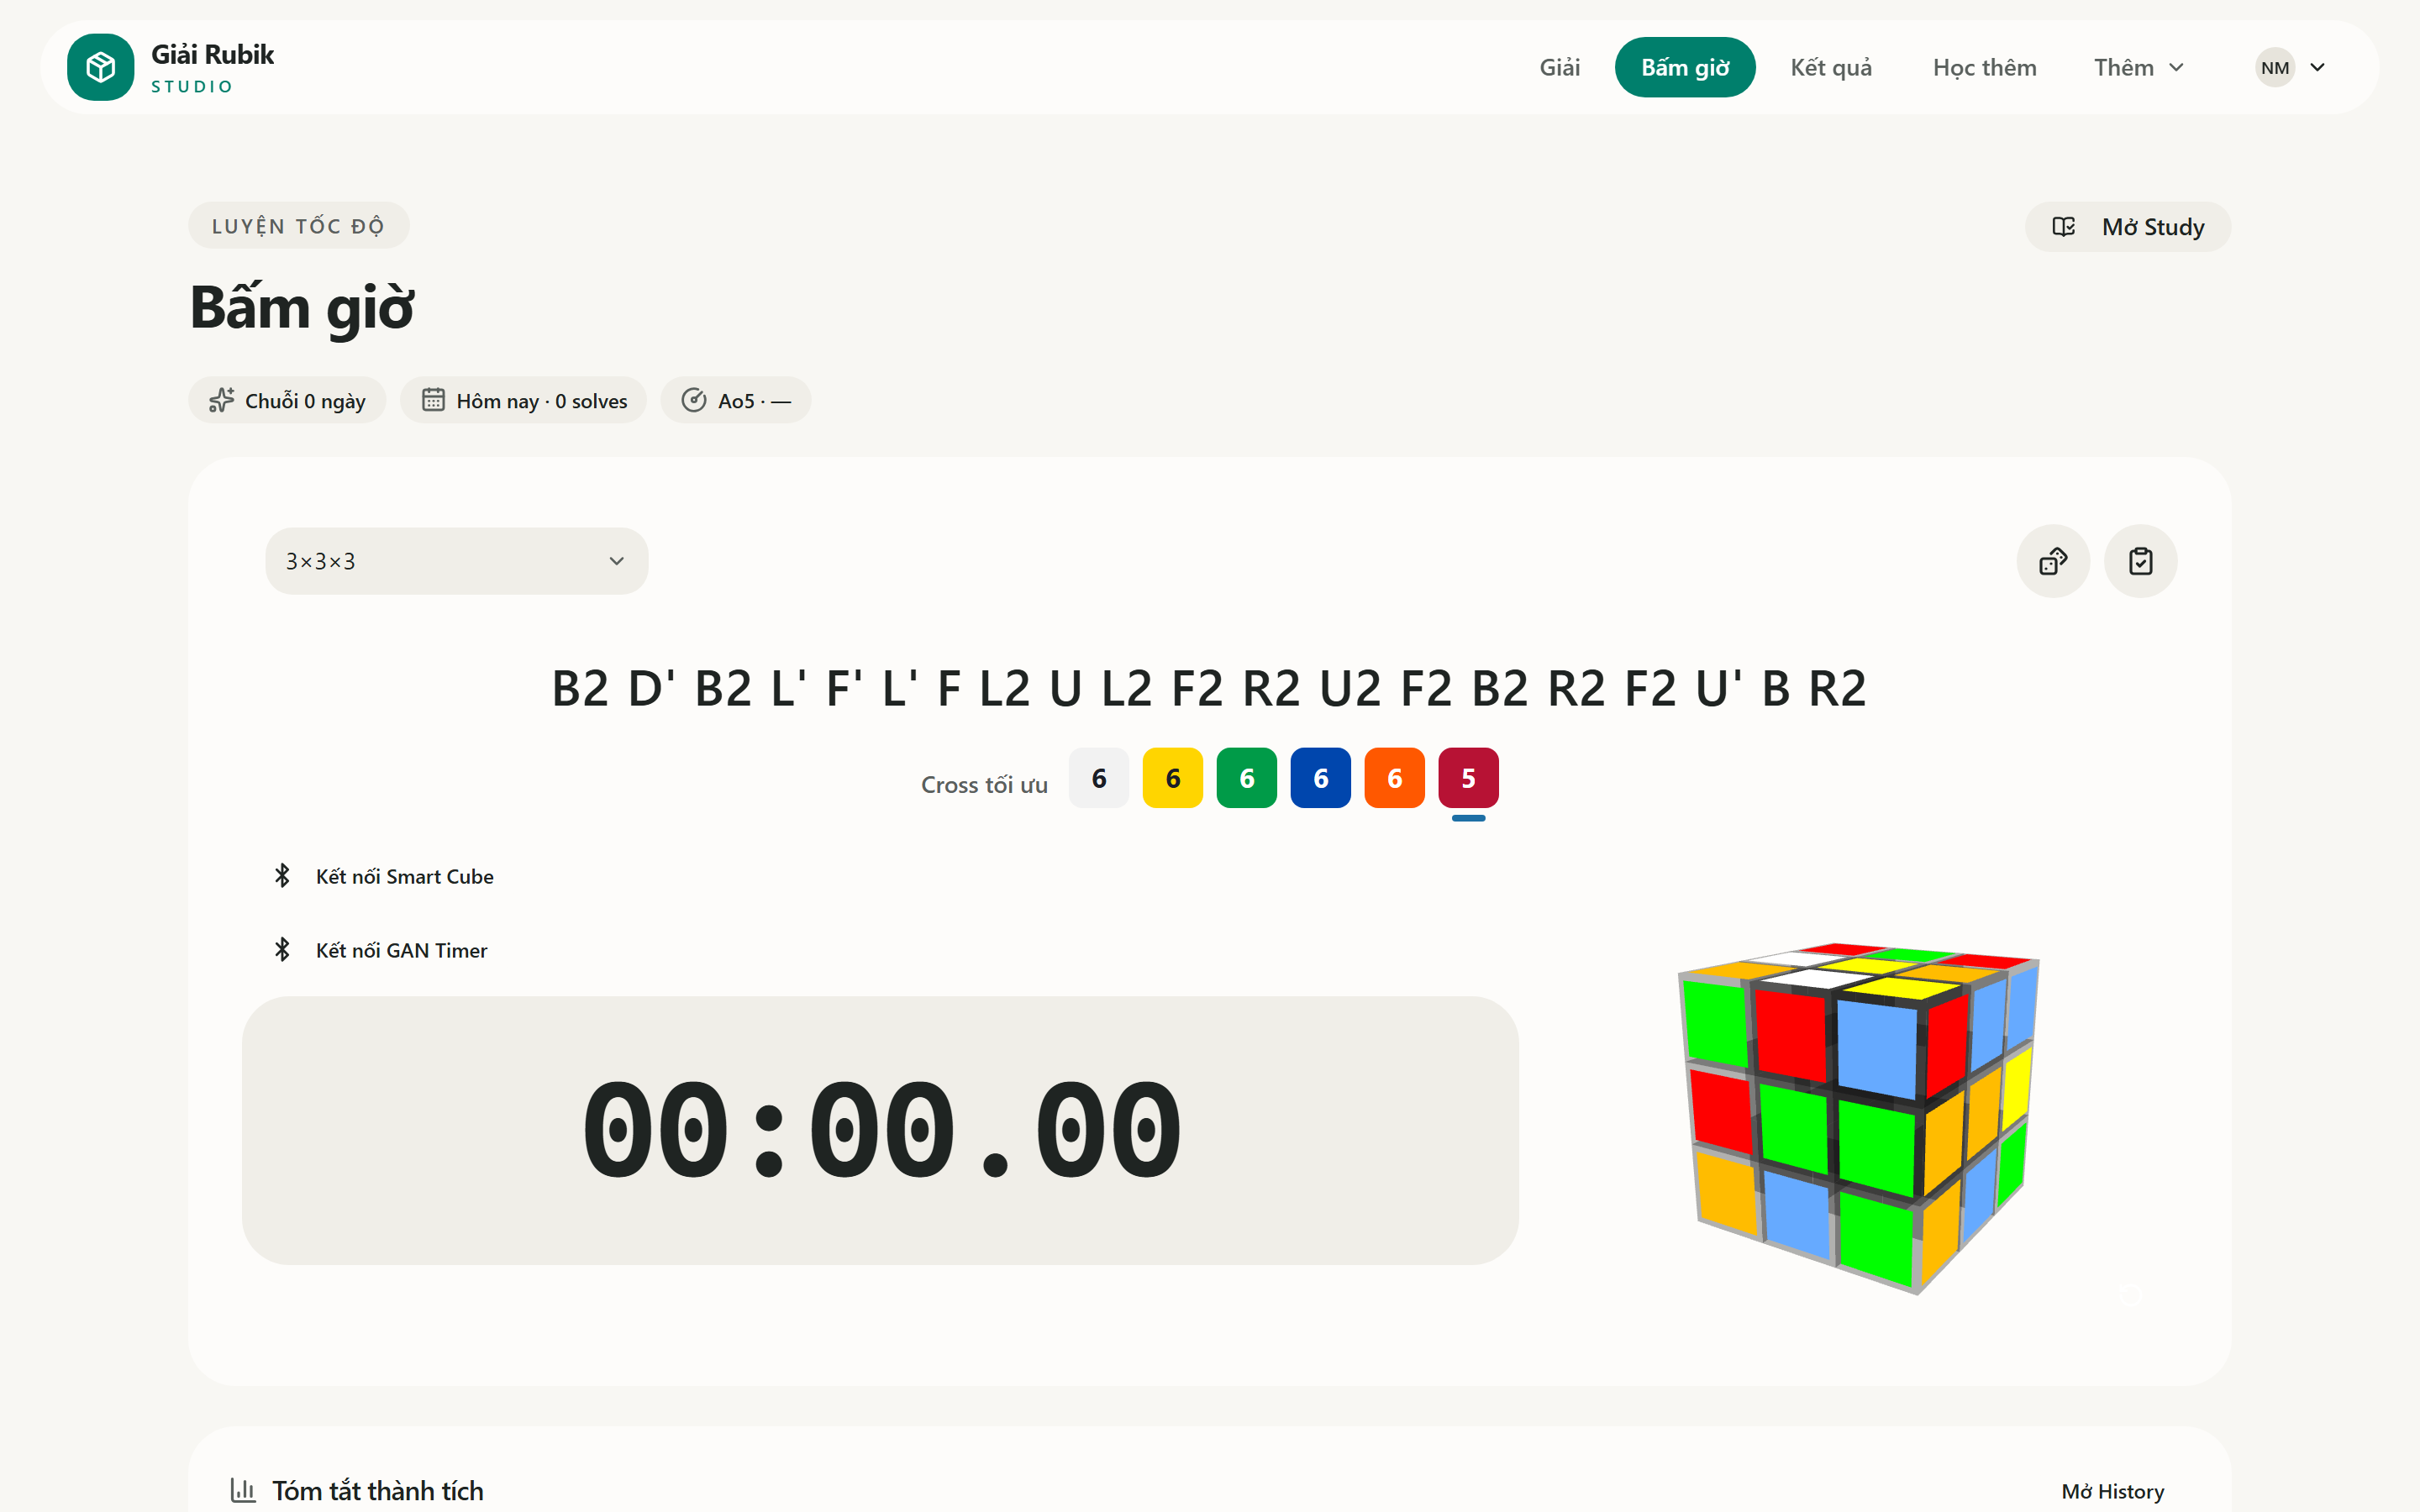 Giải Rubik
STUDIO
Giải
Bấm giờ
Kết quả
Học thêm
Thêm
NM
LUYỆN TỐC ĐỘ
Mở Study
Bấm giờ
Chuỗi 0 ngày
Hôm nay · 0 solves
Ao5 · —
3×3×3
B2 D' B2 L' F' L' F L2 U L2 F2 R2 U2 F2 B2 R2 F2 U' B R2
Cross tối ưu 6 6 6 6 6 5
Kết nối Smart Cube
Kết nối GAN Timer
00:00.00
Tóm tắt thành tích
Mở History